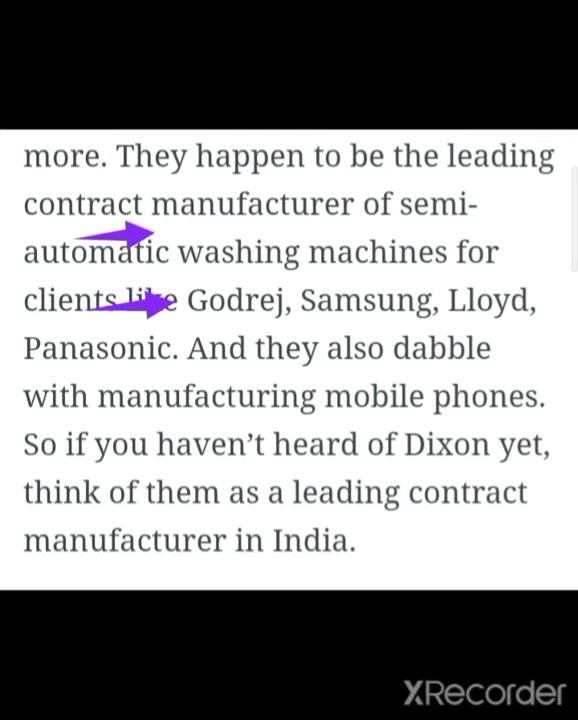 more. They happen to be the leading
contract manufacturer of semi-
automatic washing machines for
clients like Godrej, Samsung, Lloyd,
Panasonic. And they also dabble
with manufacturing mobile phones.
So if you haven’t heard of Dixon yet,
think of them as a leading contract
manufacturer in India.
XRecorder